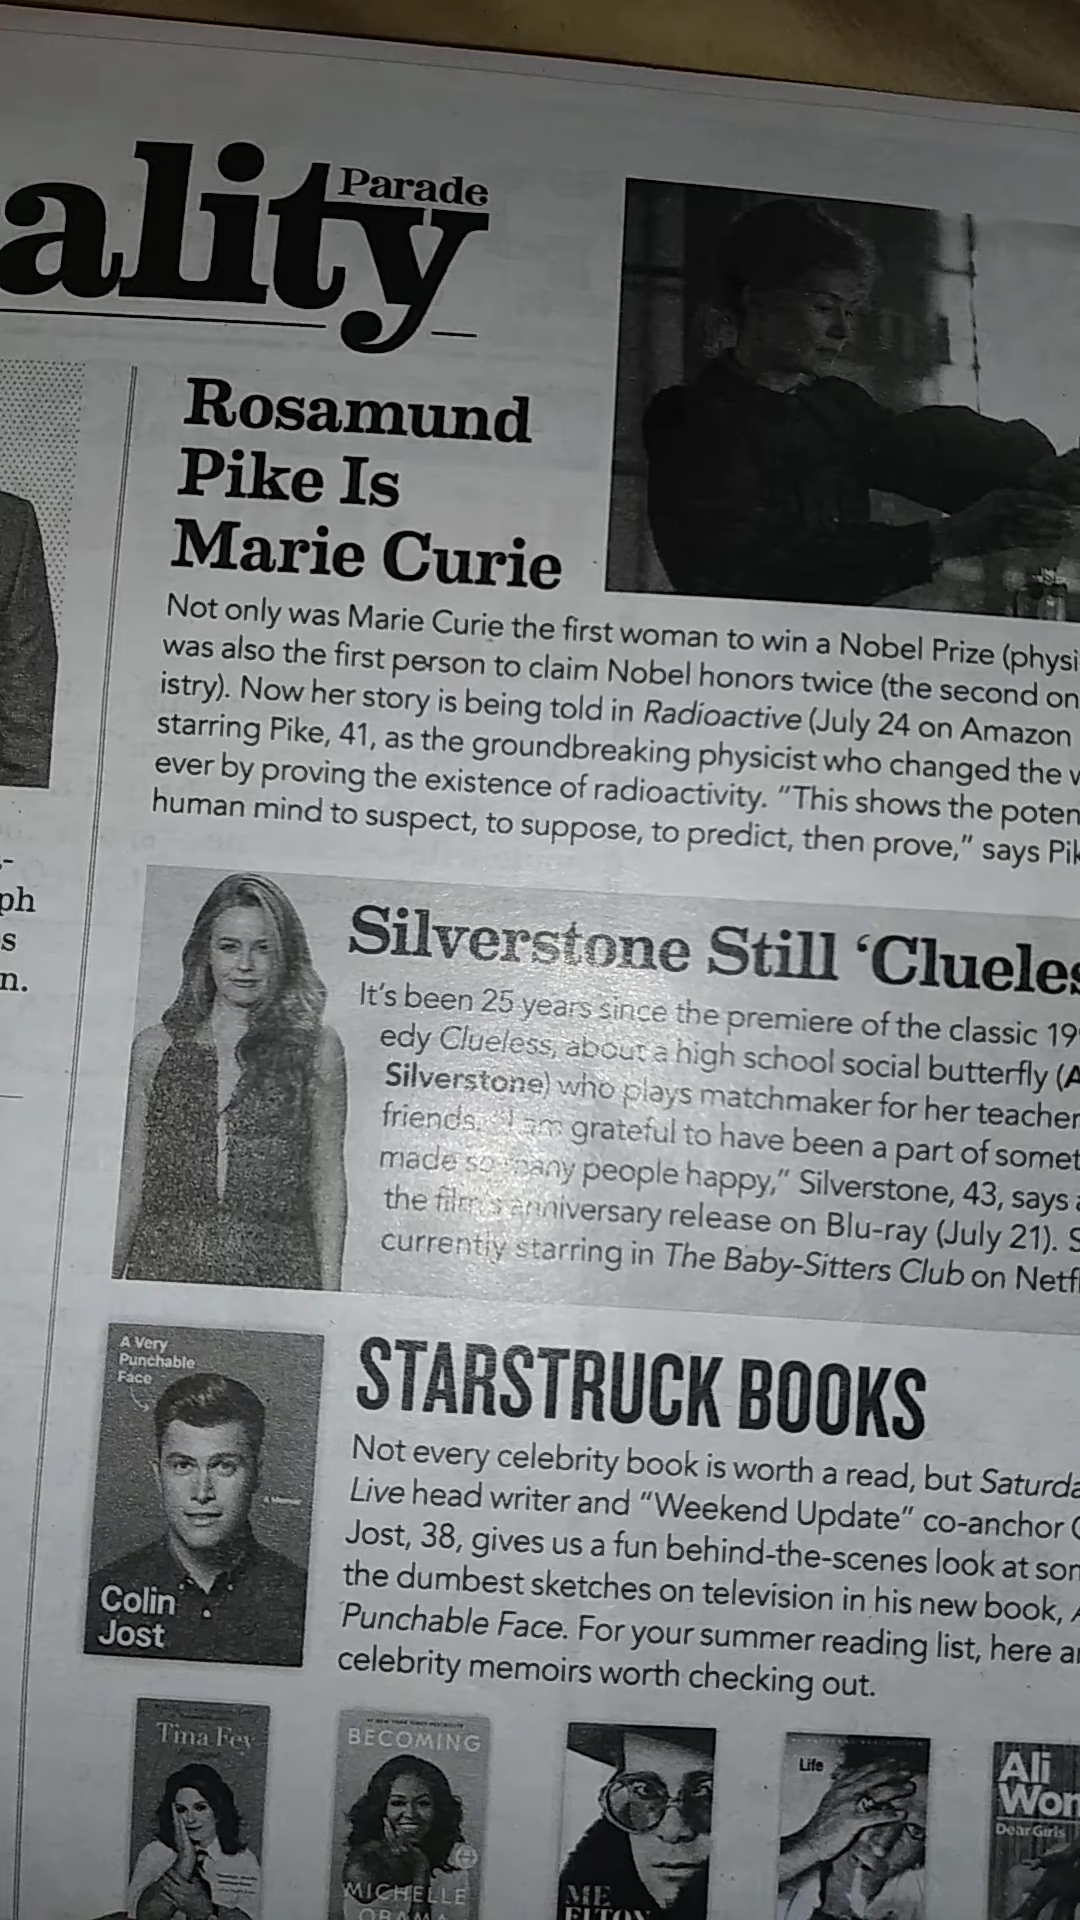 ality
Parade
Rosamund
Pike Is
Marie Curie
Not only was Marie Curie the first woman to win a Nobel Prize (physi
was also the first person to claim Nobel honors twice (the second on
istry). Now her story is being told in Radioactive (July 24 on Amazon
starring Pike, 41, as the groundbreaking physicist who changed the w
ever by proving the existence of radioactivity. "This shows the poten
human mind to suspect, to suppose, to predict, then prove," says Pik
-
ph
s
n.
Silverstone Still ‘Clueles
It's been 25 years since the premiere of the classic 19
edy Clueless, about a high school social butterfly (A
Silverstone) who plays matchmaker for her teacher
friends. "I am grateful to have been a part of somet
made so many people happy," Silverstone, 43, says a
the film's anniversary release on Blu-ray (July 21). S
currently starring in The Baby-Sitters Club on Netfl
A Very
Punchable
Face
A Memoir
Colin
Jost
STARSTRUCK BOOKS
Not every celebrity book is worth a read, but Saturda
Live head writer and "Weekend Update" co-anchor C
Jost, 38, gives us a fun behind-the-scenes look at som
the dumbest sketches on television in his new book, A
Punchable Face. For your summer reading list, here ar
celebrity memoirs worth checking out.
Tina Fey
BECOMING
MICHELLE
OBAMA
ME
ELTON
Life
Ali
Won
Dear Girls